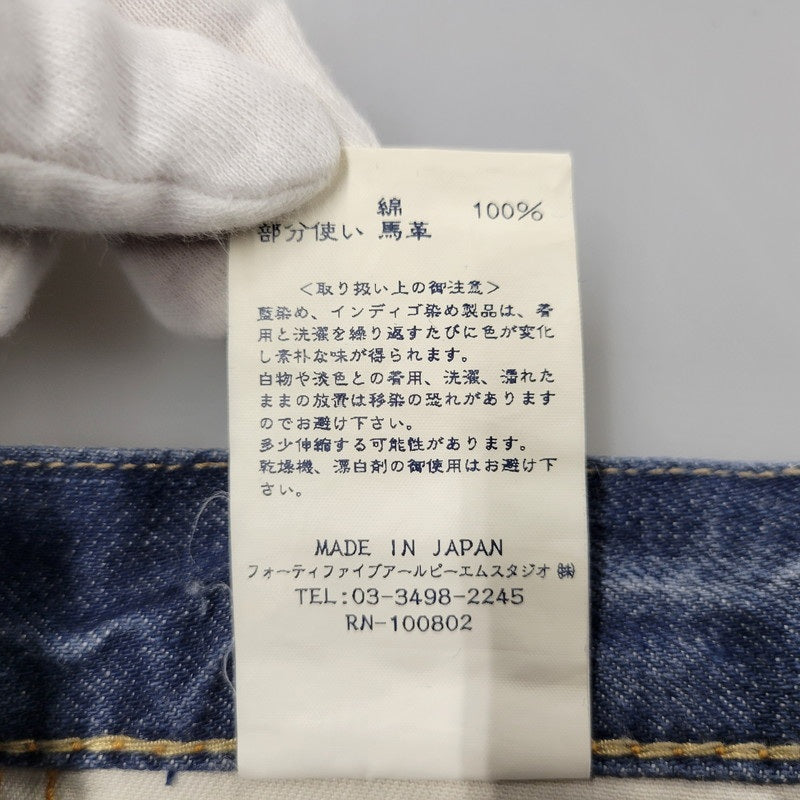 綿 100%
部分使い 馬革
<取り扱い上の御注意>
藍染め、インディゴ染め製品は、着
用と洗濯を繰り返すたびに色が変化
し素朴な味が得られます。
白物や淡色との着用、洗濯、濡れた
ままの放置は移染の恐れがあります
のでお避け下さい。
多少伸縮する可能性があります。
乾燥機、漂白剤の御使用はお避け下
さい。
MADE IN JAPAN
フォーティファイブアールピーエムスタジオ ㈱
TEL:03-3498-2245
RN-100802